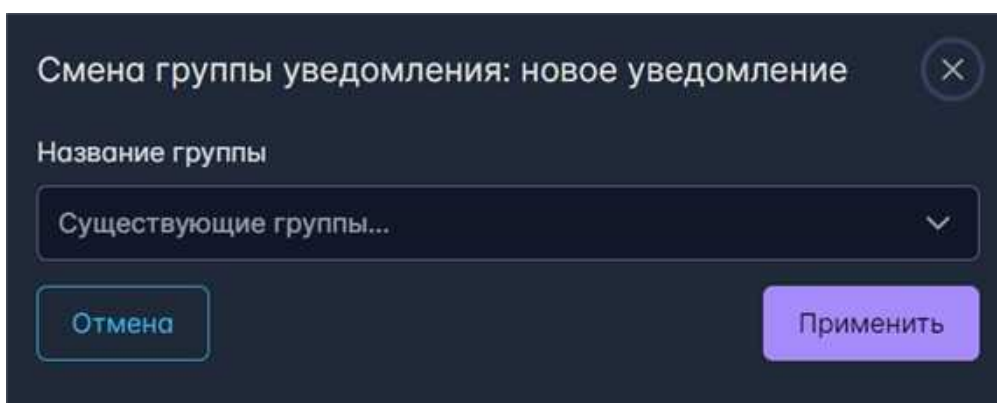 Смена группы уведомления: новое уведомление
Название группы
Существующие группы...
Отмена
Применить